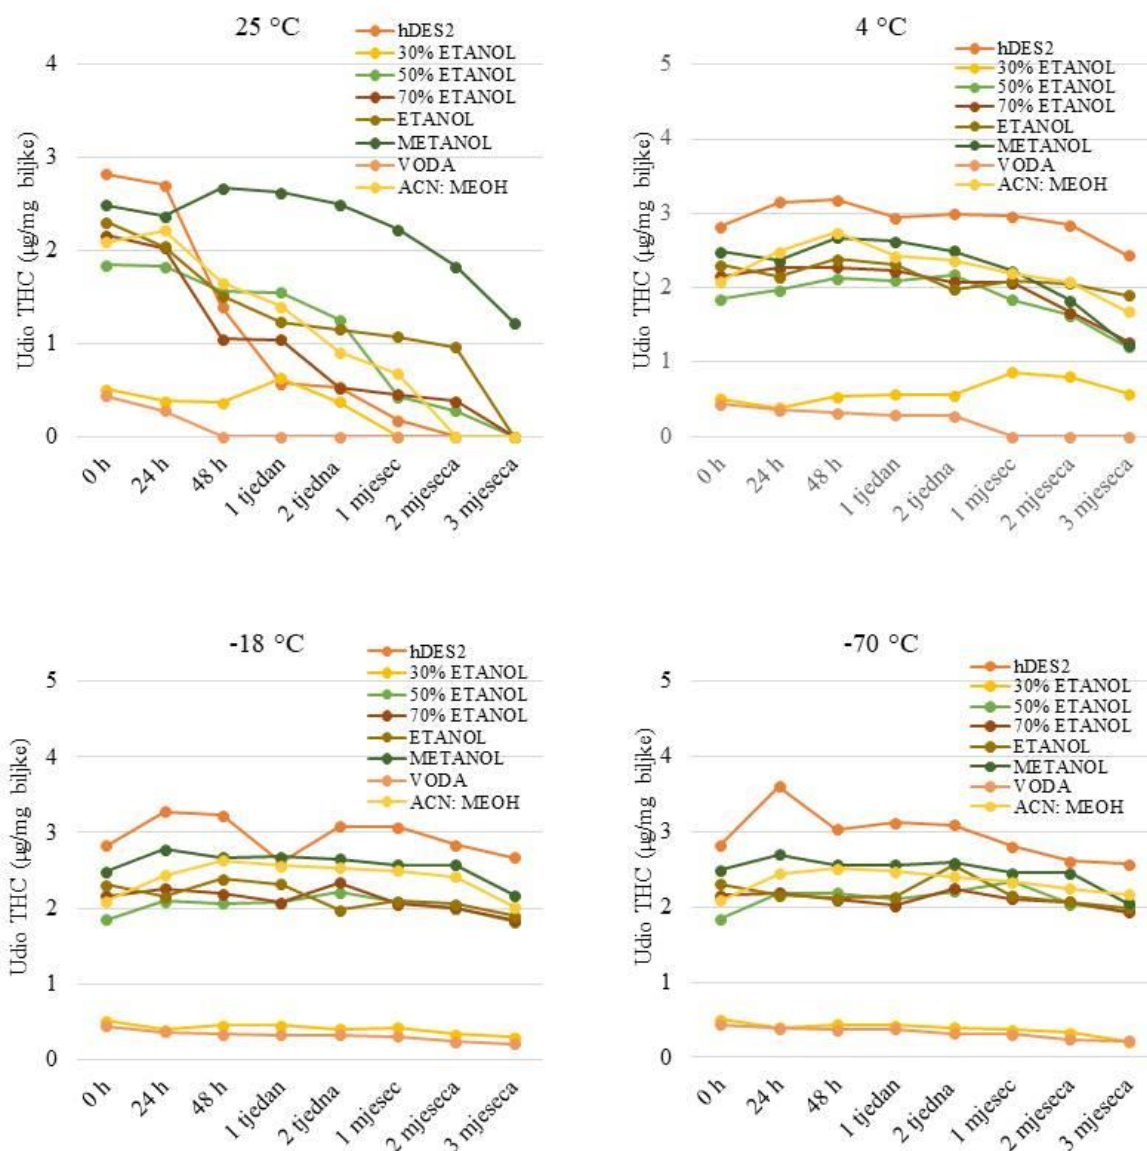 25 °C
hDES2
30% ETANOL
50% ETANOL
70% ETANOL
ETANOL
METANOL
VODA
ACN: MEOH
Udio THC (µg/mg biljke)
4
3
2
1
0
0 h
24 h
48 h
1 tjedan
2 tjedna
1 mjesec
2 mjeseca
3 mjeseca
4 °C
hDES2
30% ETANOL
50% ETANOL
70% ETANOL
ETANOL
METANOL
VODA
ACN: MEOH
Udio THC (µg/mg biljke)
5
4
3
2
1
0
0 h
24 h
48 h
1 tjedan
2 tjedna
1 mjesec
2 mjeseca
3 mjeseca
-18 °C
hDES2
30% ETANOL
50% ETANOL
70% ETANOL
ETANOL
METANOL
VODA
ACN: MEOH
Udio THC (µg/mg biljke)
5
4
3
2
1
0
0 h
24 h
48 h
1 tjedan
2 tjedna
1 mjesec
2 mjeseca
3 mjeseca
-70 °C
hDES2
30% ETANOL
50% ETANOL
70% ETANOL
ETANOL
METANOL
VODA
ACN: MEOH
Udio THC (µg/mg biljke)
5
4
3
2
1
0
0 h
24 h
48 h
1 tjedan
2 tjedna
1 mjesec
2 mjeseca
3 mjeseca